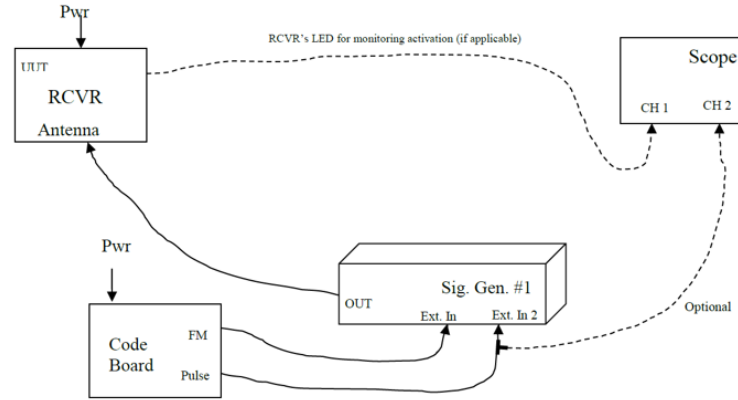 Pwr
RCVR's LED for monitoring activation (if applicable)
UUT
RCVR
Antenna
Scope
CH 1
CH 2
Pwr
Sig. Gen. #1
OUT
Ext. In
Ext. In 2
Optional
FM
Code
Board
Pulse